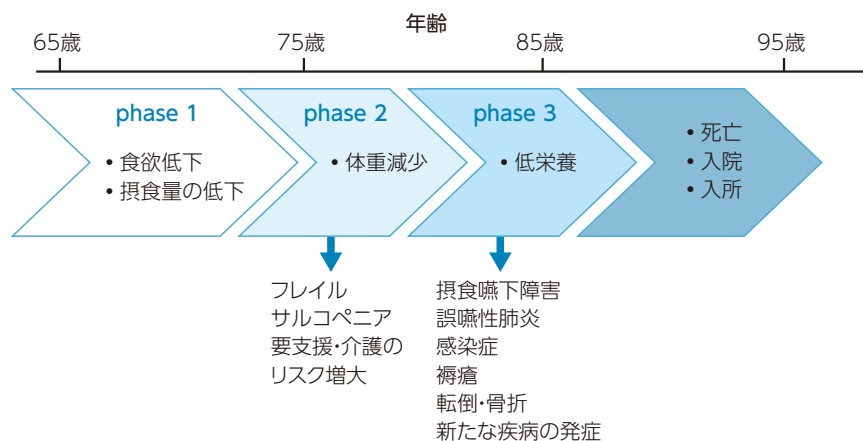 年齢
65歳
75歳
85歳
95歳
phase 1
• 食欲低下
• 摂食量の低下
phase 2
• 体重減少
phase 3
• 低栄養
• 死亡
• 入院
• 入所
フレイル
サルコペニア
要支援・介護の
リスク増大
摂食嚥下障害
誤嚥性肺炎
感染症
褥瘡
転倒・骨折
新たな疾病の発症